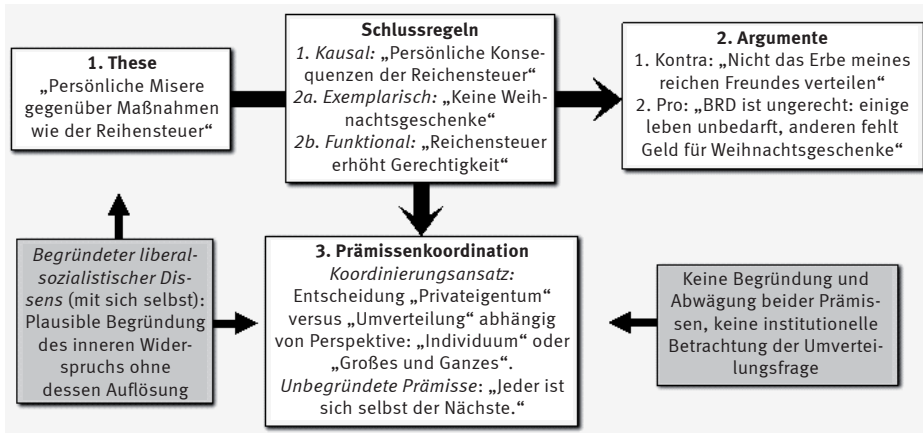 1. These
„Persönliche Misere
gegenüber Maßnahmen
wie der Reihensteuer“
Schlussregeln
1. Kausal: „Persönliche Konse-
quenzen der Reichensteuer“
2a. Exemplarisch: „Keine Weih-
nachtsgeschenke“
2b. Funktional: „Reichensteuer
erhöht Gerechtigkeit“
2. Argumente
1. Kontra: „Nicht das Erbe meines
reichen Freundes verteilen“
2. Pro: „BRD ist ungerecht: einige
leben unbedarft, anderen fehlt
Geld für Weihnachtsgeschenke“
Begründeter liberal-
sozialistischer Dis-
sens (mit sich selbst):
Plausible Begründung
des inneren Wider-
spruchs ohne
dessen Auflösung
3. Prämissenkoordination
Koordinierungsansatz:
Entscheidung „Privateigentum“
versus „Umverteilung“ abhängig
von Perspektive: „Individuum“ oder
„Großes und Ganzes“.
Unbegründete Prämisse: „Jeder ist
sich selbst der Nächste.“
Keine Begründung und
Abwägung beider Prämis-
sen, keine institutionelle
Betrachtung der Umvertei-
lungsfrage